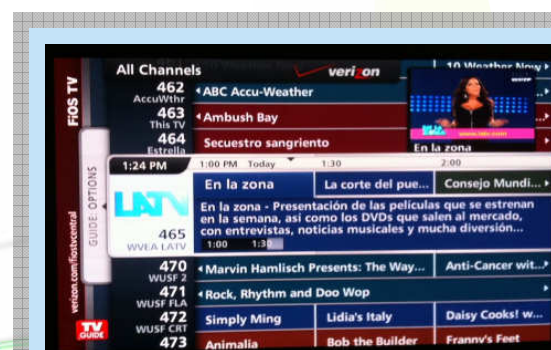 All Channels
verizon
10 Weather Now
462
AccuWthr
ABC Accu-Weather
463
This TV
Ambush Bay
464
Estrella
Secuestro sangriento
En la zona
1:24 PM
1:00 PM Today
1:30
2:00
En la zona
La corte del pue...
Consejo Mundi...
LATV
465
WVEA LATV
En la zona - Presentación de las películas que se estrenan
en la semana, así como los DVDs que salen al mercado,
con entrevistas, noticias musicales y mucha diversión...
1:00 1:30
470
WUSF 2
Marvin Hamlisch Presents: The Way...
Anti-Cancer wit...
471
WUSF FLA
Rock, Rhythm and Doo Wop
472
WUSF CRT
Simply Ming
Lidia's Italy
Daisy Cooks! w...
473
Animalia
Bob the Builder
Franny's Feet
FiOS TV
GUIDE: OPTIONS
verizon.com/fiostvcentral
TV
GUIDE